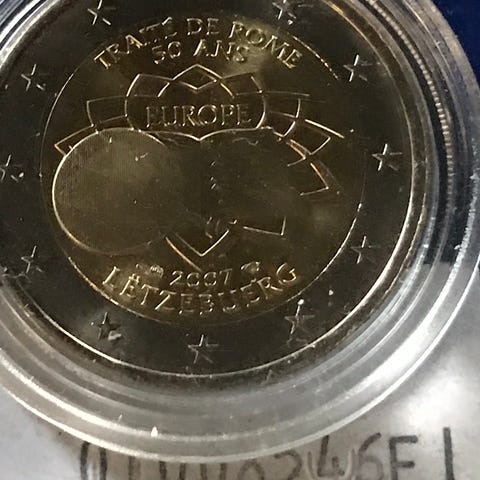 TRAITÉ DE ROME
50 ANS
EUROPE
2007
LËTZEBUERG